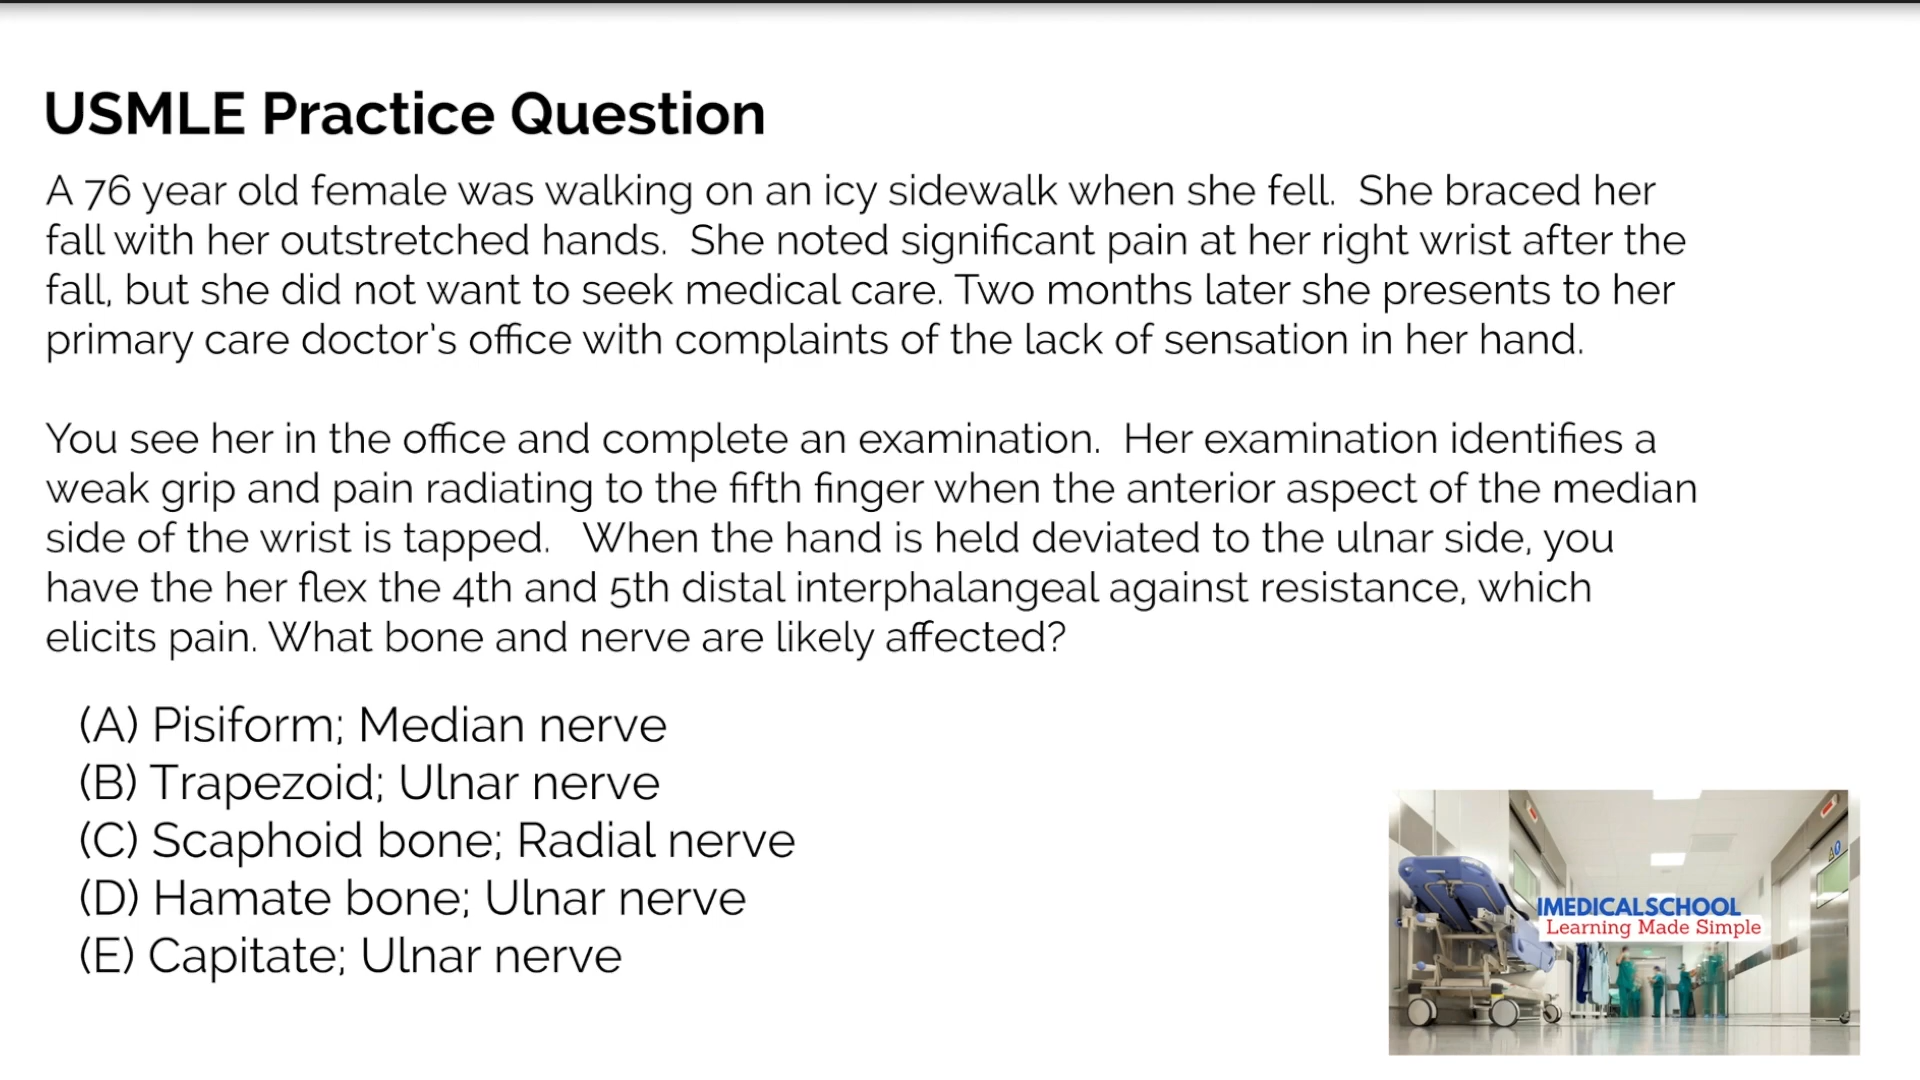 USMLE Practice Question
A 76 year old female was walking on an icy sidewalk when she fell.  She braced her
fall with her outstretched hands.  She noted significant pain at her right wrist after the
fall, but she did not want to seek medical care. Two months later she presents to her
primary care doctor's office with complaints of the lack of sensation in her hand.
You see her in the office and complete an examination.  Her examination identifies a
weak grip and pain radiating to the fifth finger when the anterior aspect of the median
side of the wrist is tapped.   When the hand is held deviated to the ulnar side, you
have the her flex the 4th and 5th distal interphalangeal against resistance, which
elicits pain. What bone and nerve are likely affected?
(A) Pisiform; Median nerve
(B) Trapezoid; Ulnar nerve
(C) Scaphoid bone; Radial nerve
(D) Hamate bone; Ulnar nerve
(E) Capitate; Ulnar nerve
IMEDICALSCHOOL
Learning Made Simple